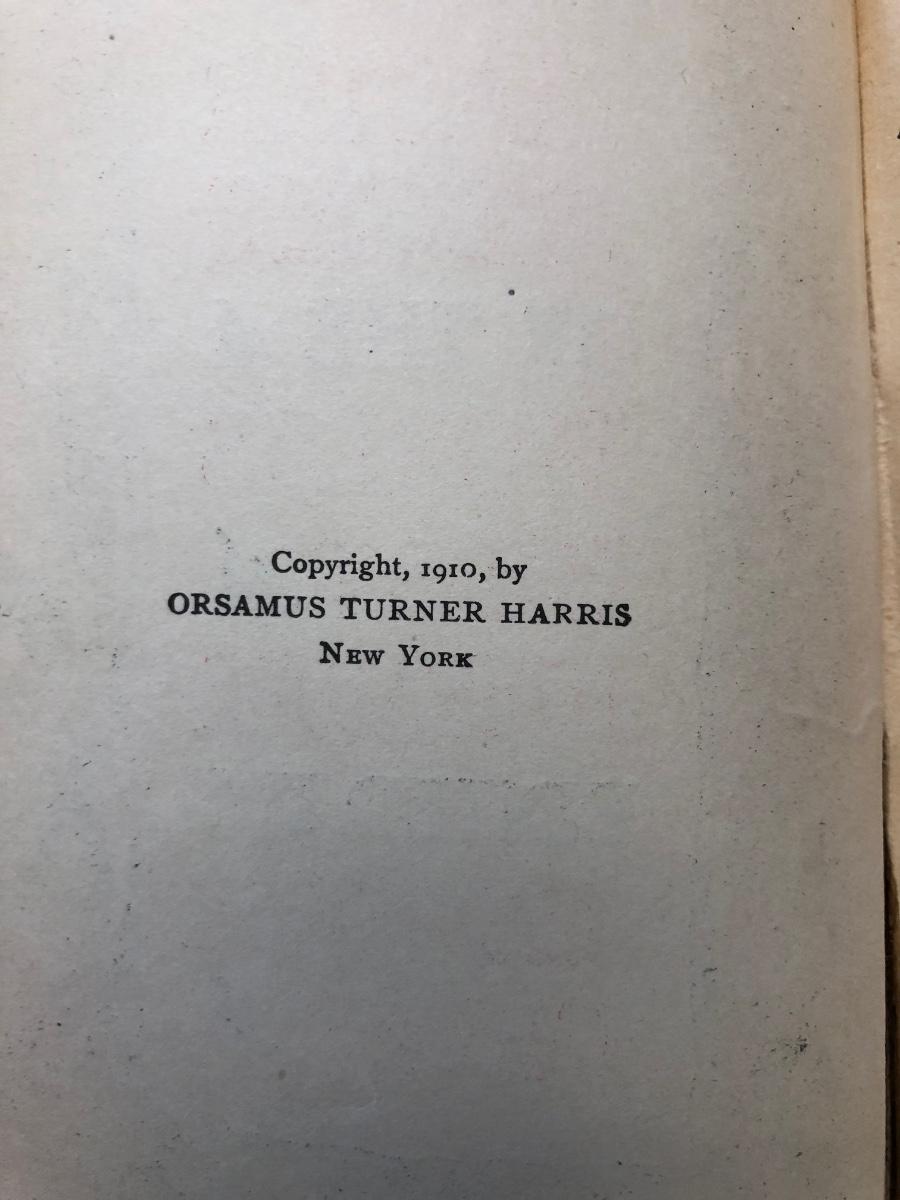 Copyright, 1910, by
ORSAMUS TURNER HARRIS
New York